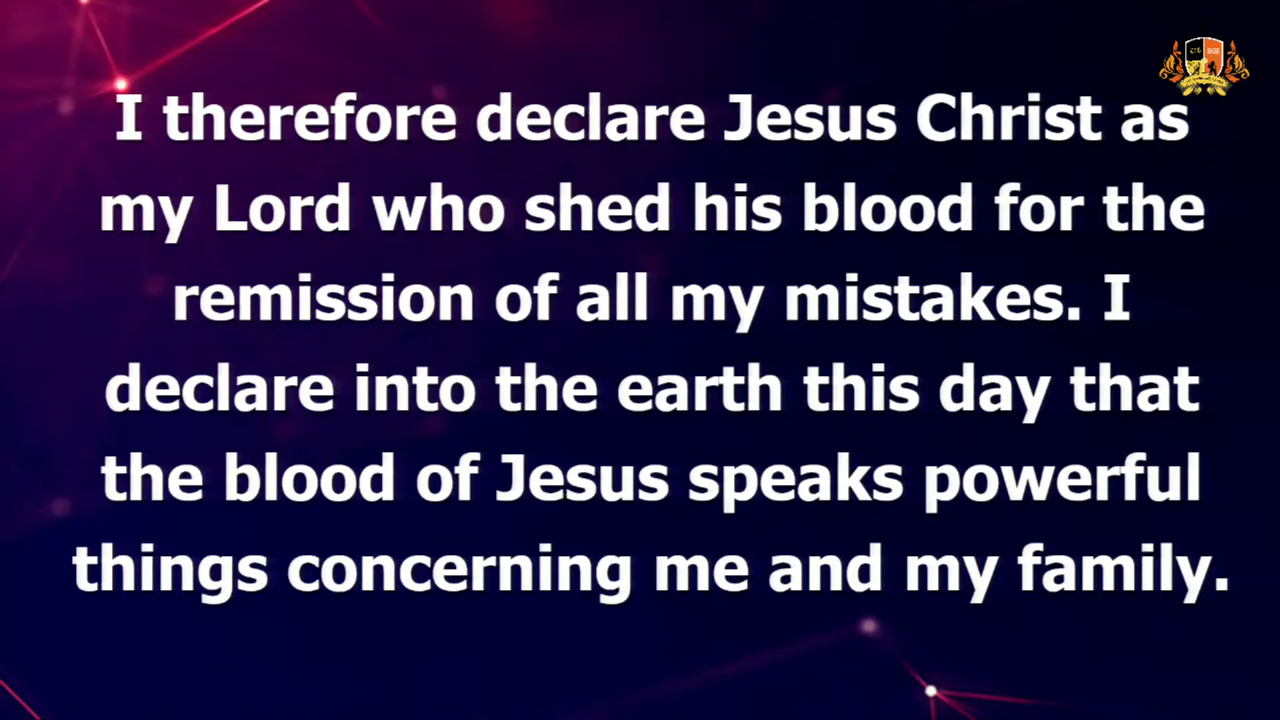 I therefore declare Jesus Christ as
my Lord who shed his blood for the
remission of all my mistakes. I
declare into the earth this day that
the blood of Jesus speaks powerful
things concerning me and my family.